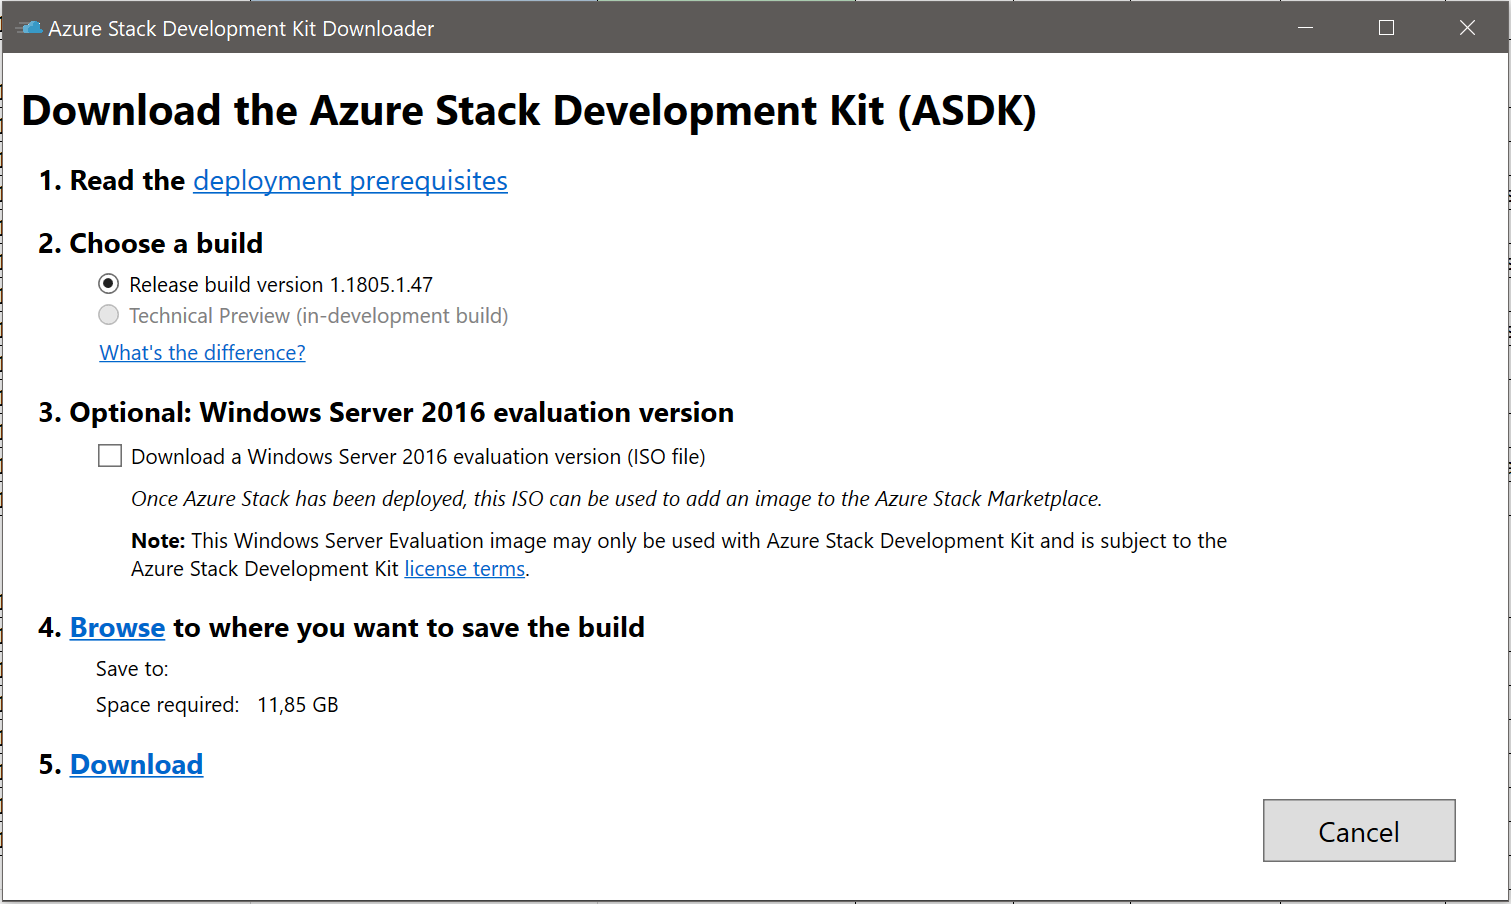 Azure Stack Development Kit Downloader
Download the Azure Stack Development Kit (ASDK)
1. Read the deployment prerequisites
2. Choose a build
Release build version 1.1805.1.47
Technical Preview (in-development build)
What's the difference?
3. Optional: Windows Server 2016 evaluation version
Download a Windows Server 2016 evaluation version (ISO file)
Once Azure Stack has been deployed, this ISO can be used to add an image to the Azure Stack Marketplace.
Note: This Windows Server Evaluation image may only be used with Azure Stack Development Kit and is subject to the
Azure Stack Development Kit license terms.
4. Browse to where you want to save the build
Save to:
Space required: 11,85 GB
5. Download
Cancel